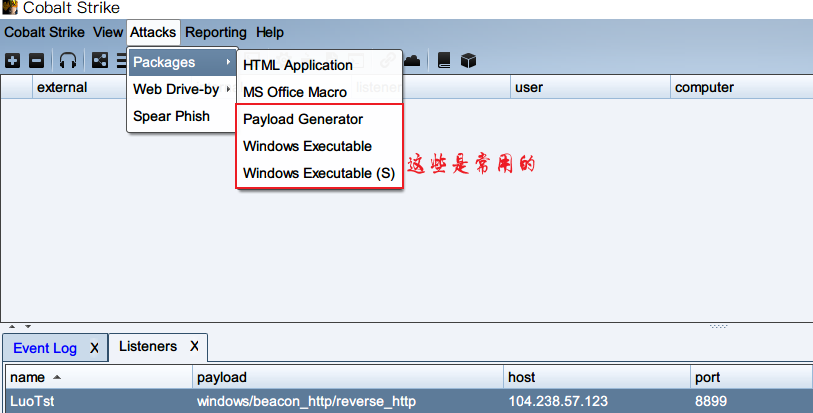 Cobalt Strike
Cobalt Strike View Attacks Reporting Help
Packages
Web Drive-by
Spear Phish
HTML Application
MS Office Macro
Payload Generator
Windows Executable
Windows Executable (S)
这些是常用的
external listener user computer
Event Log X Listeners X
name payload host port
LuoTst windows/beacon_http/reverse_http 104.238.57.123 8899